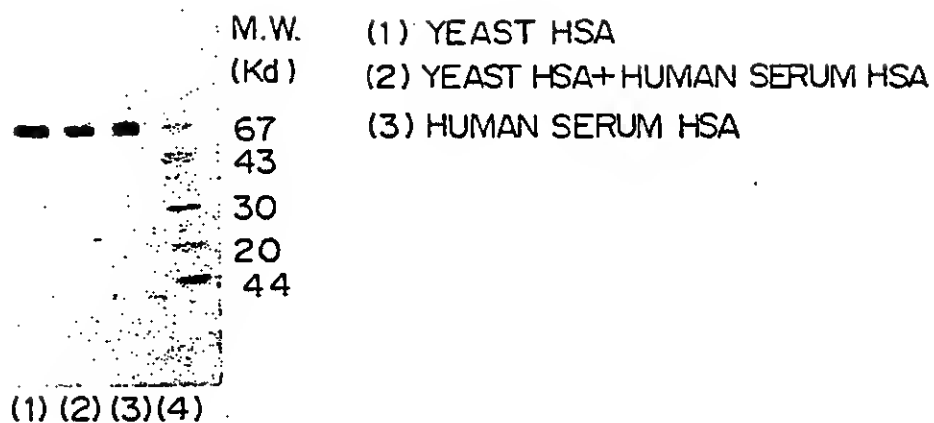 M.W.
(Kd)
67
43
30
20
44
(1) YEAST HSA
(2) YEAST HSA+HUMAN SERUM HSA
(3) HUMAN SERUM HSA
(1) (2) (3) (4)